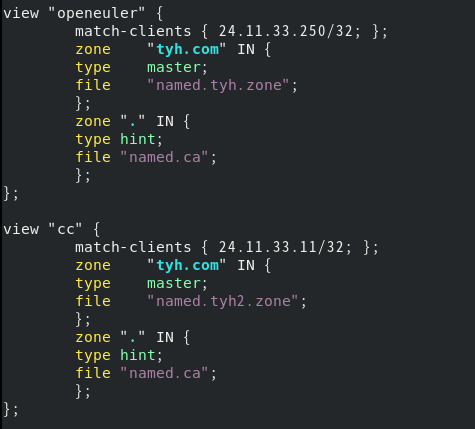 view "openeuler" {
        match-clients { 24.11.33.250/32; };
        zone    "tyh.com" IN {
        type    master;
        file    "named.tyh.zone";
        };
        zone "." IN {
        type hint;
        file "named.ca";
        };
};

view "cc" {
        match-clients { 24.11.33.11/32; };
        zone    "tyh.com" IN {
        type    master;
        file    "named.tyh2.zone";
        };
        zone "." IN {
        type hint;
        file "named.ca";
        };
};